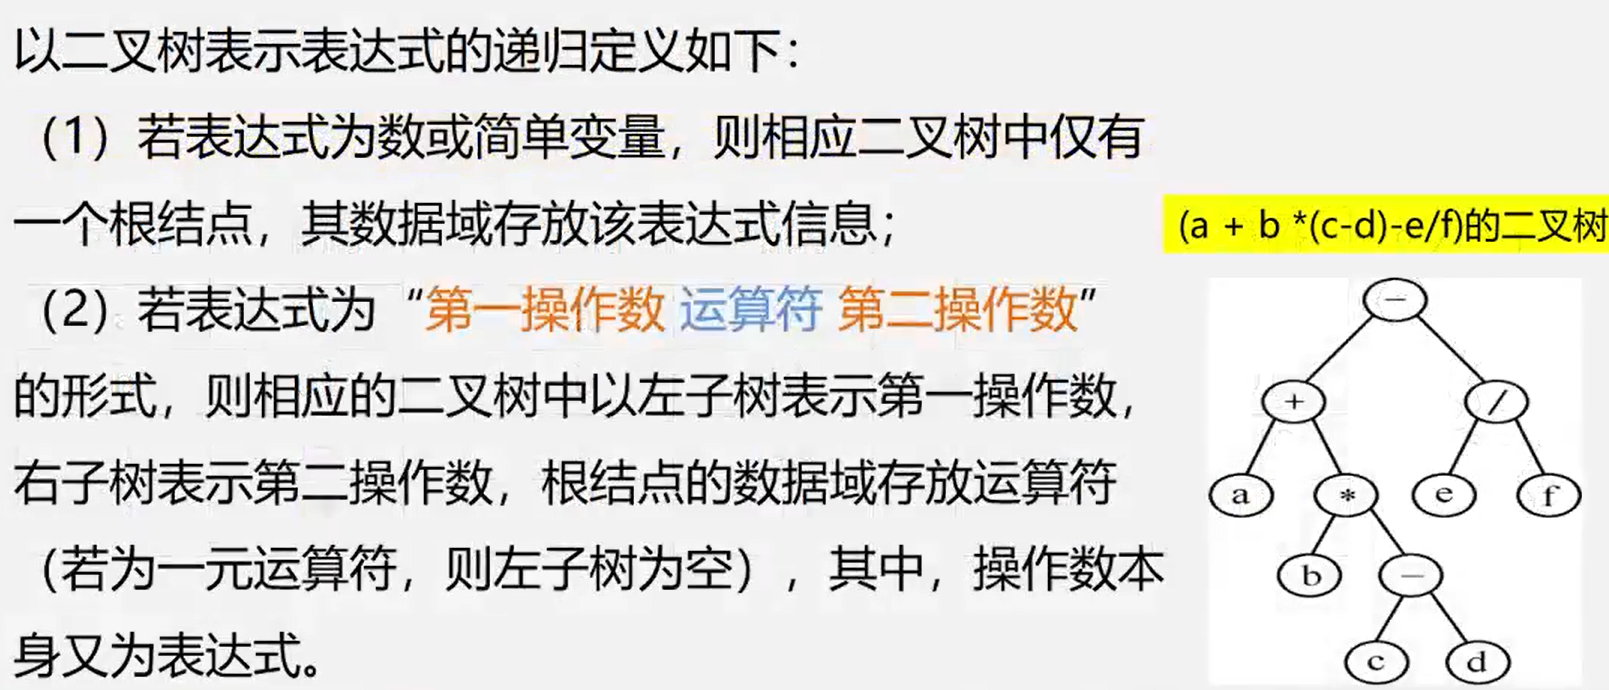 以二叉树表示表达式的递归定义如下：
（1）若表达式为数或简单变量，则相应二叉树中仅有
一个根结点，其数据域存放该表达式信息；
（2）若表达式为“第一操作数 运算符 第二操作数”
的形式，则相应的二叉树中以左子树表示第一操作数，
右子树表示第二操作数，根结点的数据域存放运算符
（若为一元运算符，则左子树为空），其中，操作数本
身又为表达式。
(a + b *(c-d)-e/f)的二叉树
−
+ /
a * e f
b −
c d